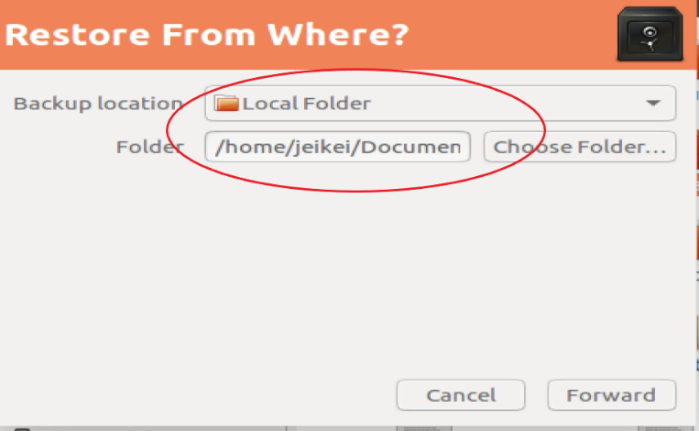 Restore From Where?
Backup location Local Folder
Folder /home/jeikei/Documen Choose Folder...
Cancel Forward